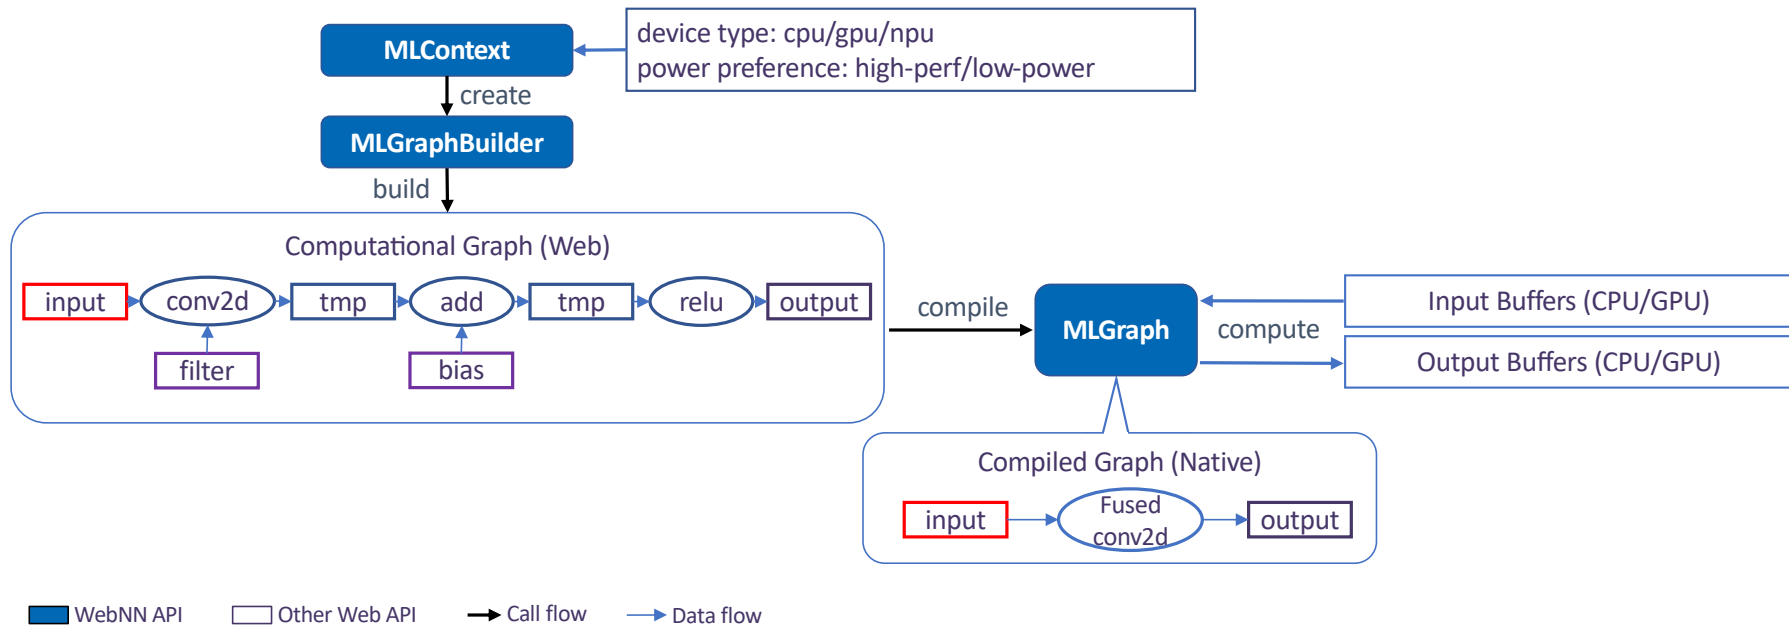 MLContext
device type: cpu/gpu/npu
power preference: high-perf/low-power
create
MLGraphBuilder
build
Computational Graph (Web)
input
conv2d
tmp
add
tmp
relu
output
filter
bias
compile
MLGraph
compute
Input Buffers (CPU/GPU)
Output Buffers (CPU/GPU)
Compiled Graph (Native)
input
Fused
conv2d
output
WebNN API
Other Web API
Call flow
Data flow